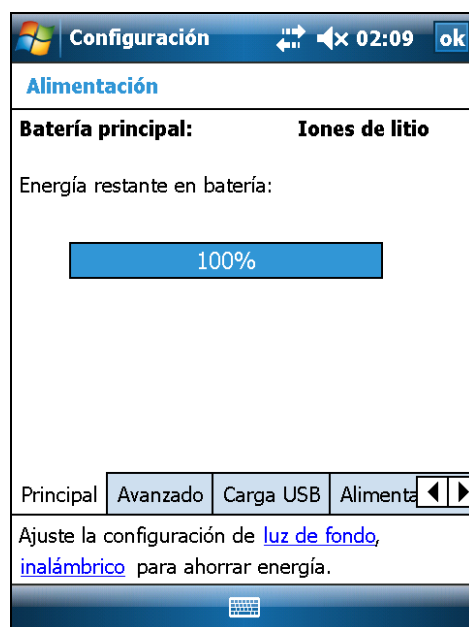 Configuración 02:09 ok
Alimentación
Batería principal: Iones de litio
Energía restante en batería:
100%
Principal Avanzado Carga USB Alimenta
Ajuste la configuración de luz de fondo,
inalámbrico para ahorrar energía.